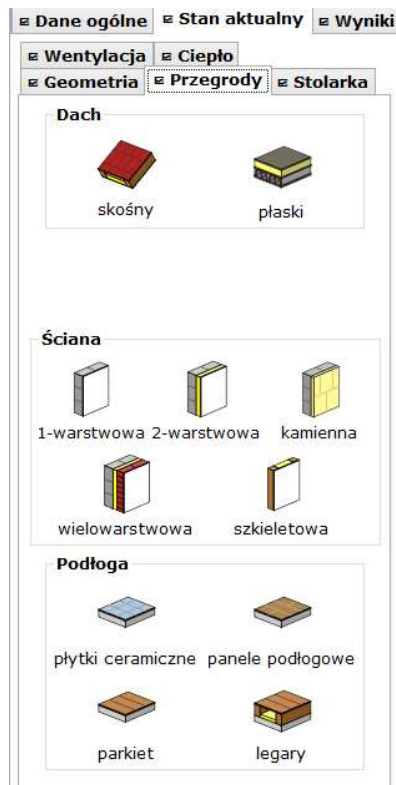 Dane ogólne Stan aktualny Wyniki
Wentylacja Ciepło
Geometria Przegrody Stolarka
Dach
skośny płaski
Ściana
1-warstwowa 2-warstwowa kamienna
wielowarstwowa szkieletowa
Podłoga
płytki ceramiczne panele podłogowe
parkiet legary